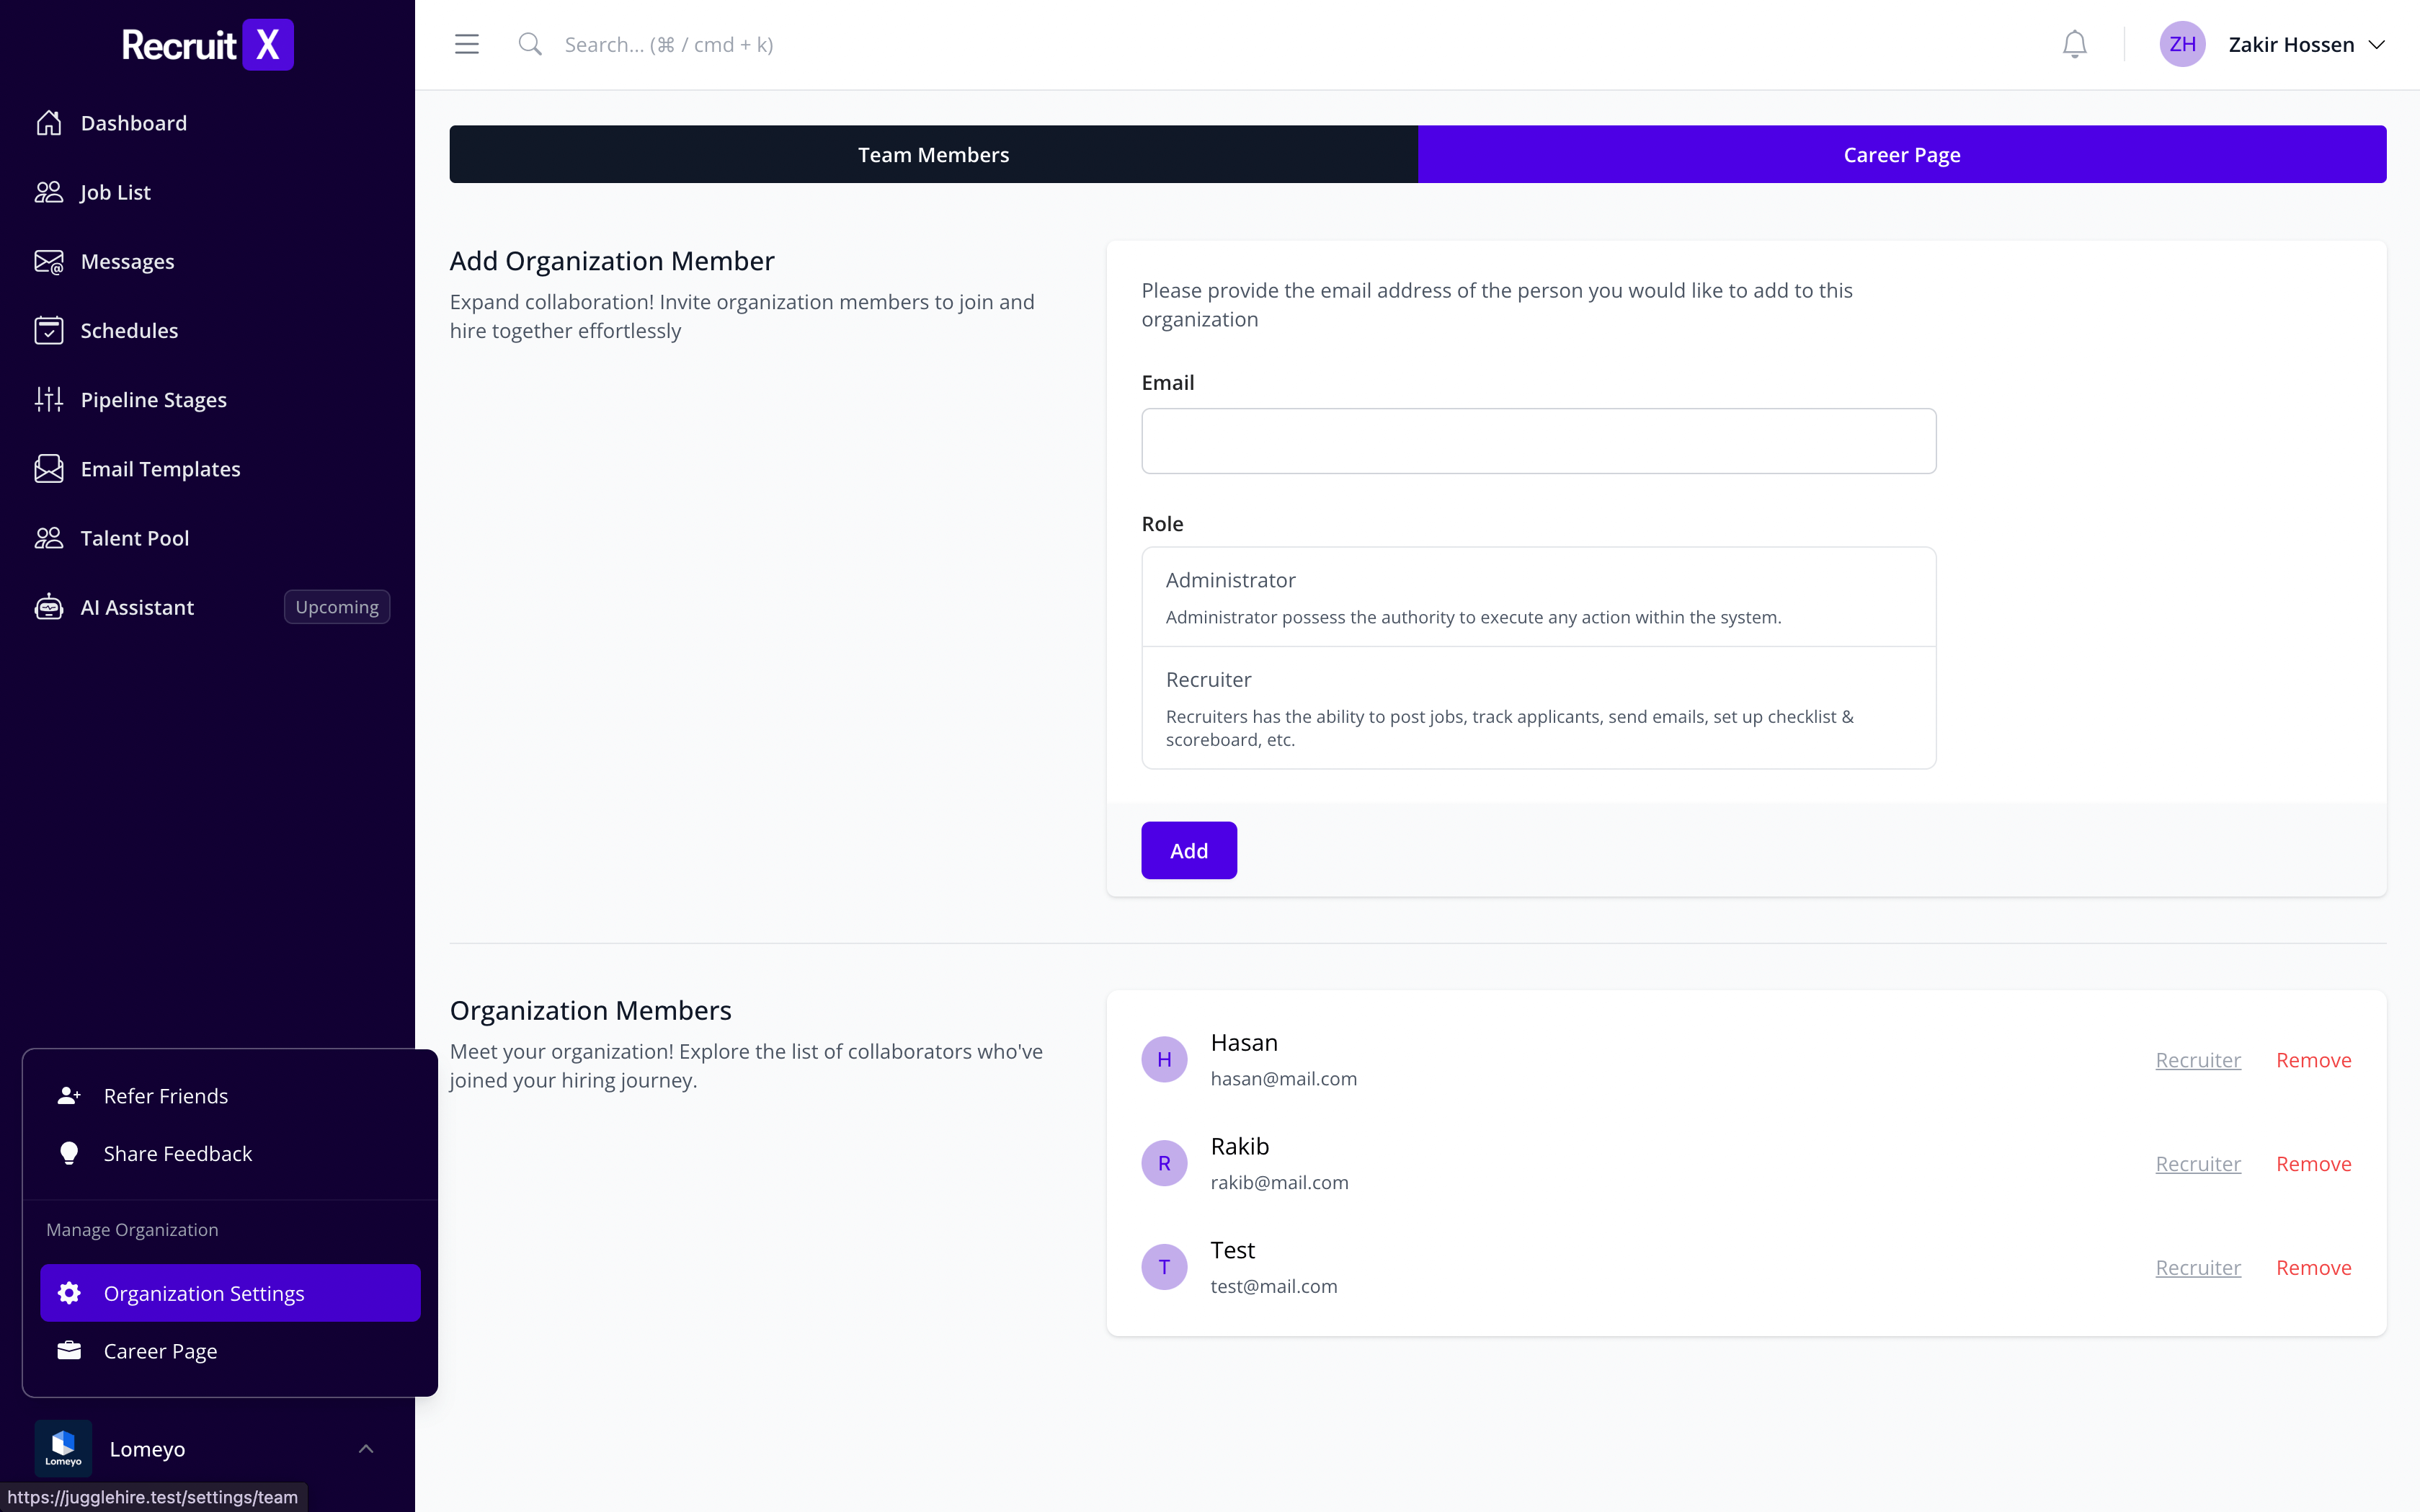 Recruit X
Dashboard
Job List
Messages
Schedules
Pipeline Stages
Email Templates
Talent Pool
AI Assistant
Upcoming
Refer Friends
Share Feedback
Manage Organization
Organization Settings
Career Page
Lomeyo
Lomeyo
https://jugglehire.test/settings/team
Search... (⌘ / cmd + k)
ZH
Zakir Hossen
Team Members
Career Page
Add Organization Member
Expand collaboration! Invite organization members to join and
hire together effortlessly
Please provide the email address of the person you would like to add to this
organization
Email
Role
Administrator
Administrator possess the authority to execute any action within the system.
Recruiter
Recruiters has the ability to post jobs, track applicants, send emails, set up checklist &
scoreboard, etc.
Add
Organization Members
Meet your organization! Explore the list of collaborators who've
joined your hiring journey.
H
Hasan
hasan@mail.com
Recruiter
Remove
R
Rakib
rakib@mail.com
Recruiter
Remove
T
Test
test@mail.com
Recruiter
Remove